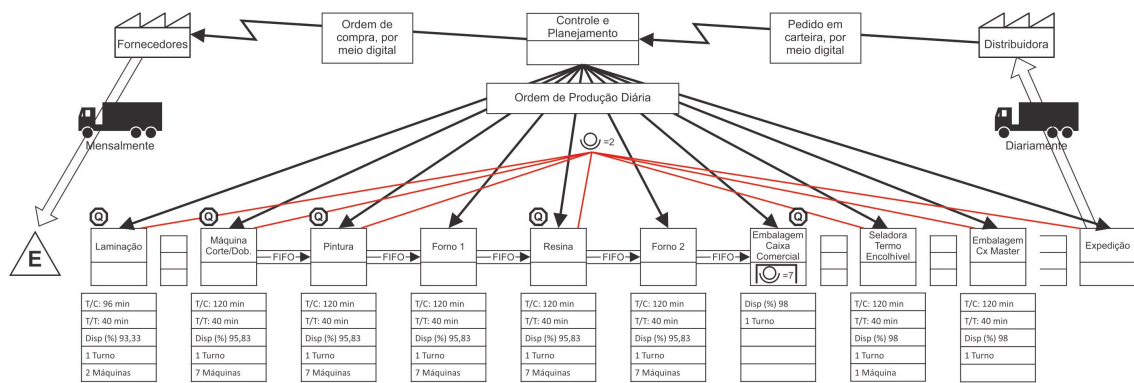 Fornecedores
Ordem de
compra, por
meio digital
Controle e
Planejamento
Pedido em
carteira, por
meio digital
Distribuidora
Ordem de Produção Diária
Mensalmente
Diariamente
=2
Q
Q
Q
Q
Q
E
Laminação
Máquina
Corte/Dob.
FIFO
Pintura
FIFO
Forno 1
FIFO
Resina
FIFO
Forno 2
FIFO
Embalagem
Caixa
Comercial
=7
Seladora
Termo
Encolhível
Embalagem
Cx Master
Expedição
T/C: 96 min
T/T: 40 min
Disp (%) 93,33
1 Turno
2 Máquinas
T/C: 120 min
T/T: 40 min
Disp (%) 95,83
1 Turno
7 Máquinas
T/C: 120 min
T/T: 40 min
Disp (%) 95,83
1 Turno
7 Máquinas
T/C: 120 min
T/T: 40 min
Disp (%) 95,83
1 Turno
7 Máquinas
T/C: 120 min
T/T: 40 min
Disp (%) 95,83
1 Turno
7 Máquinas
T/C: 120 min
T/T: 40 min
Disp (%) 95,83
1 Turno
7 Máquinas
Disp (%) 98
1 Turno
T/C: 120 min
T/T: 40 min
Disp (%) 98
1 Turno
1 Máquina
T/C: 120 min
T/T: 40 min
Disp (%) 98
1 Turno